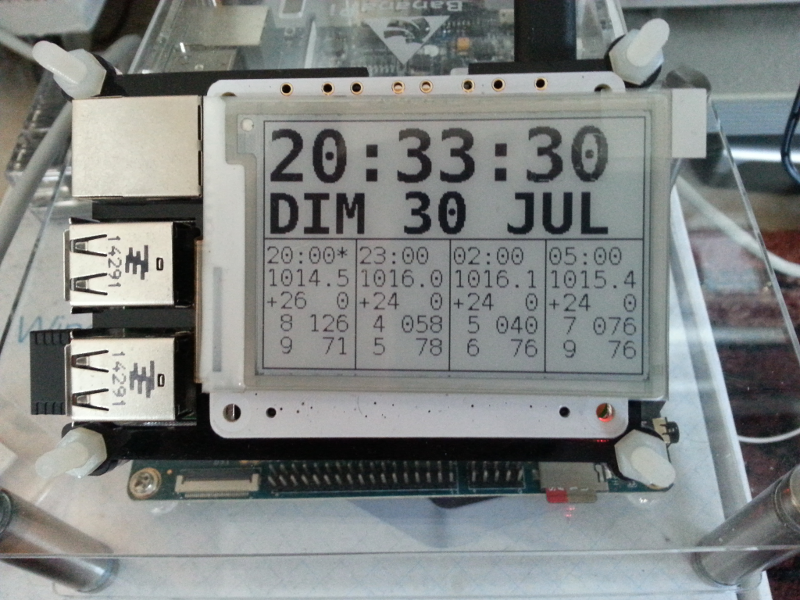 BananaPi
20:33:30
DIM 30 JUL
20:00* 23:00 02:00 05:00
1014.5 1016.0 1016.1 1015.4
+26 0 +24 0 +24 0 +24 0
8 126 4 058 5 040 7 076
9 71 5 78 6 76 9 76
14291
14291